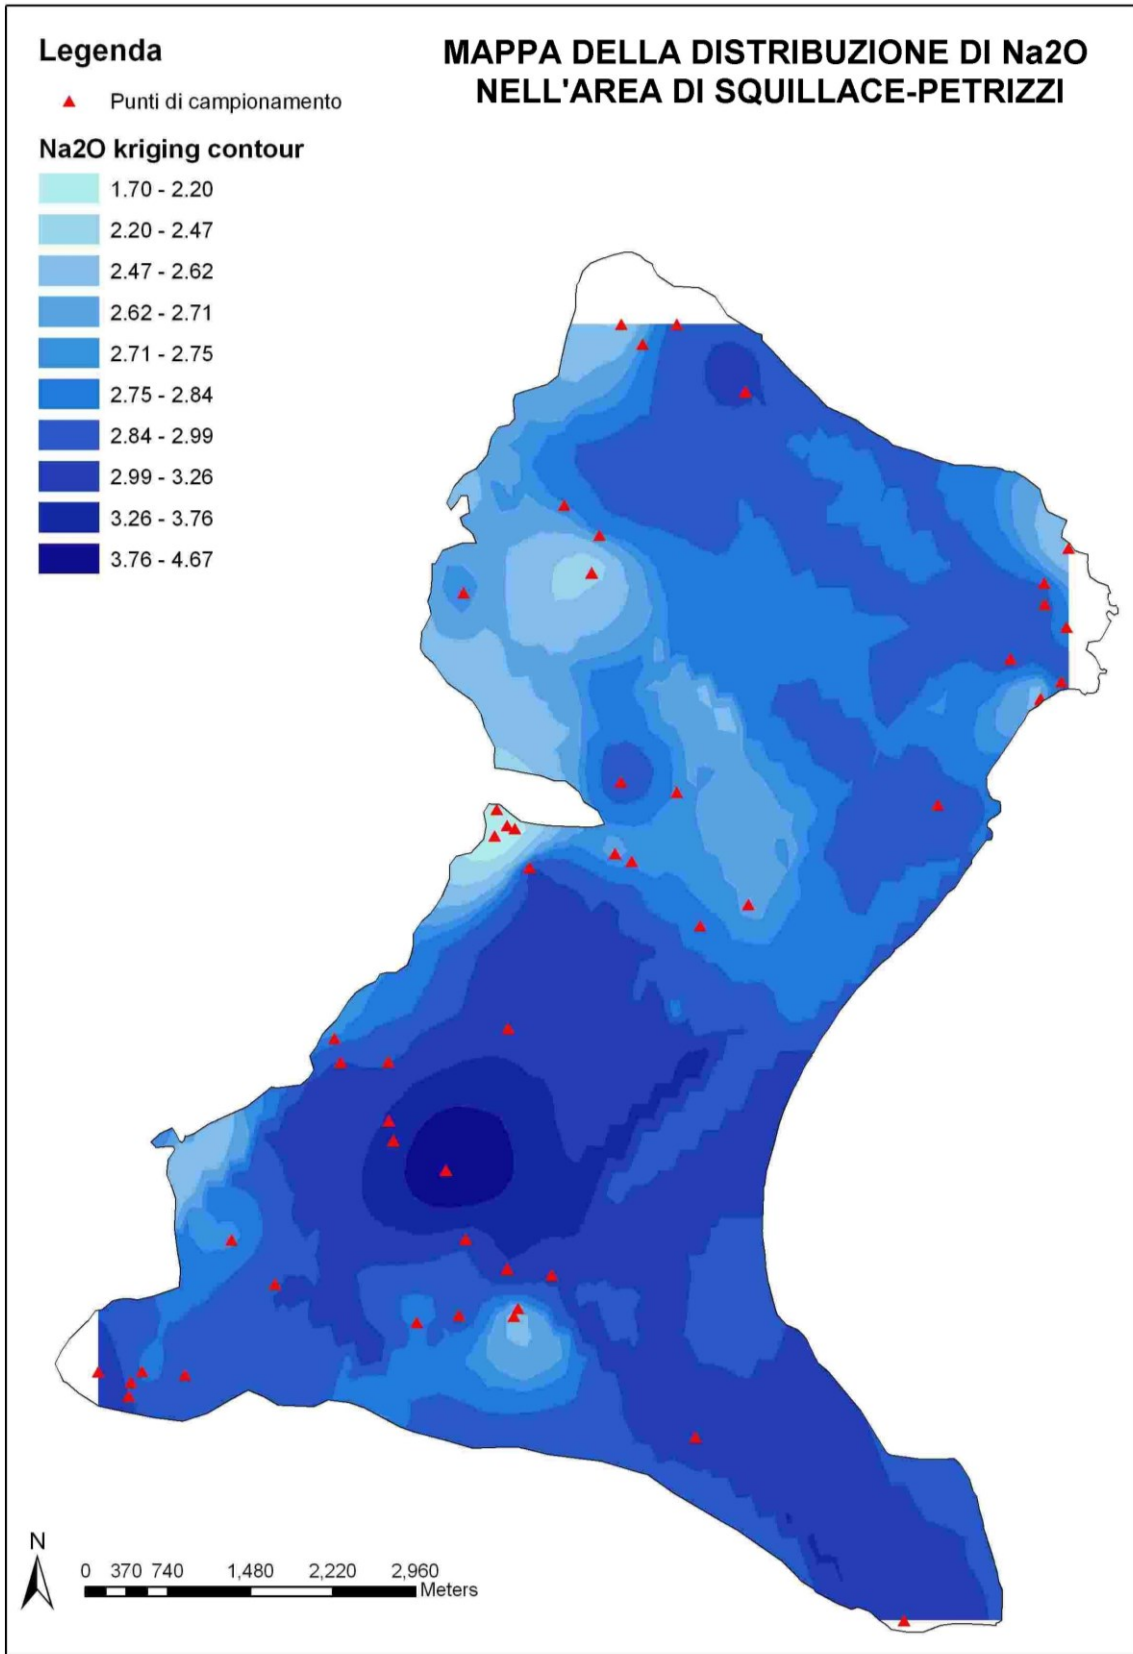 Legenda
MAPPA DELLA DISTRIBUZIONE DI Na2O
NELL'AREA DI SQUILLACE-PETRIZZI
Punti di campionamento
Na2O kriging contour
1.70 - 2.20
2.20 - 2.47
2.47 - 2.62
2.62 - 2.71
2.71 - 2.75
2.75 - 2.84
2.84 - 2.99
2.99 - 3.26
3.26 - 3.76
3.76 - 4.67
N
0 370 740 1,480 2,220 2,960
Meters